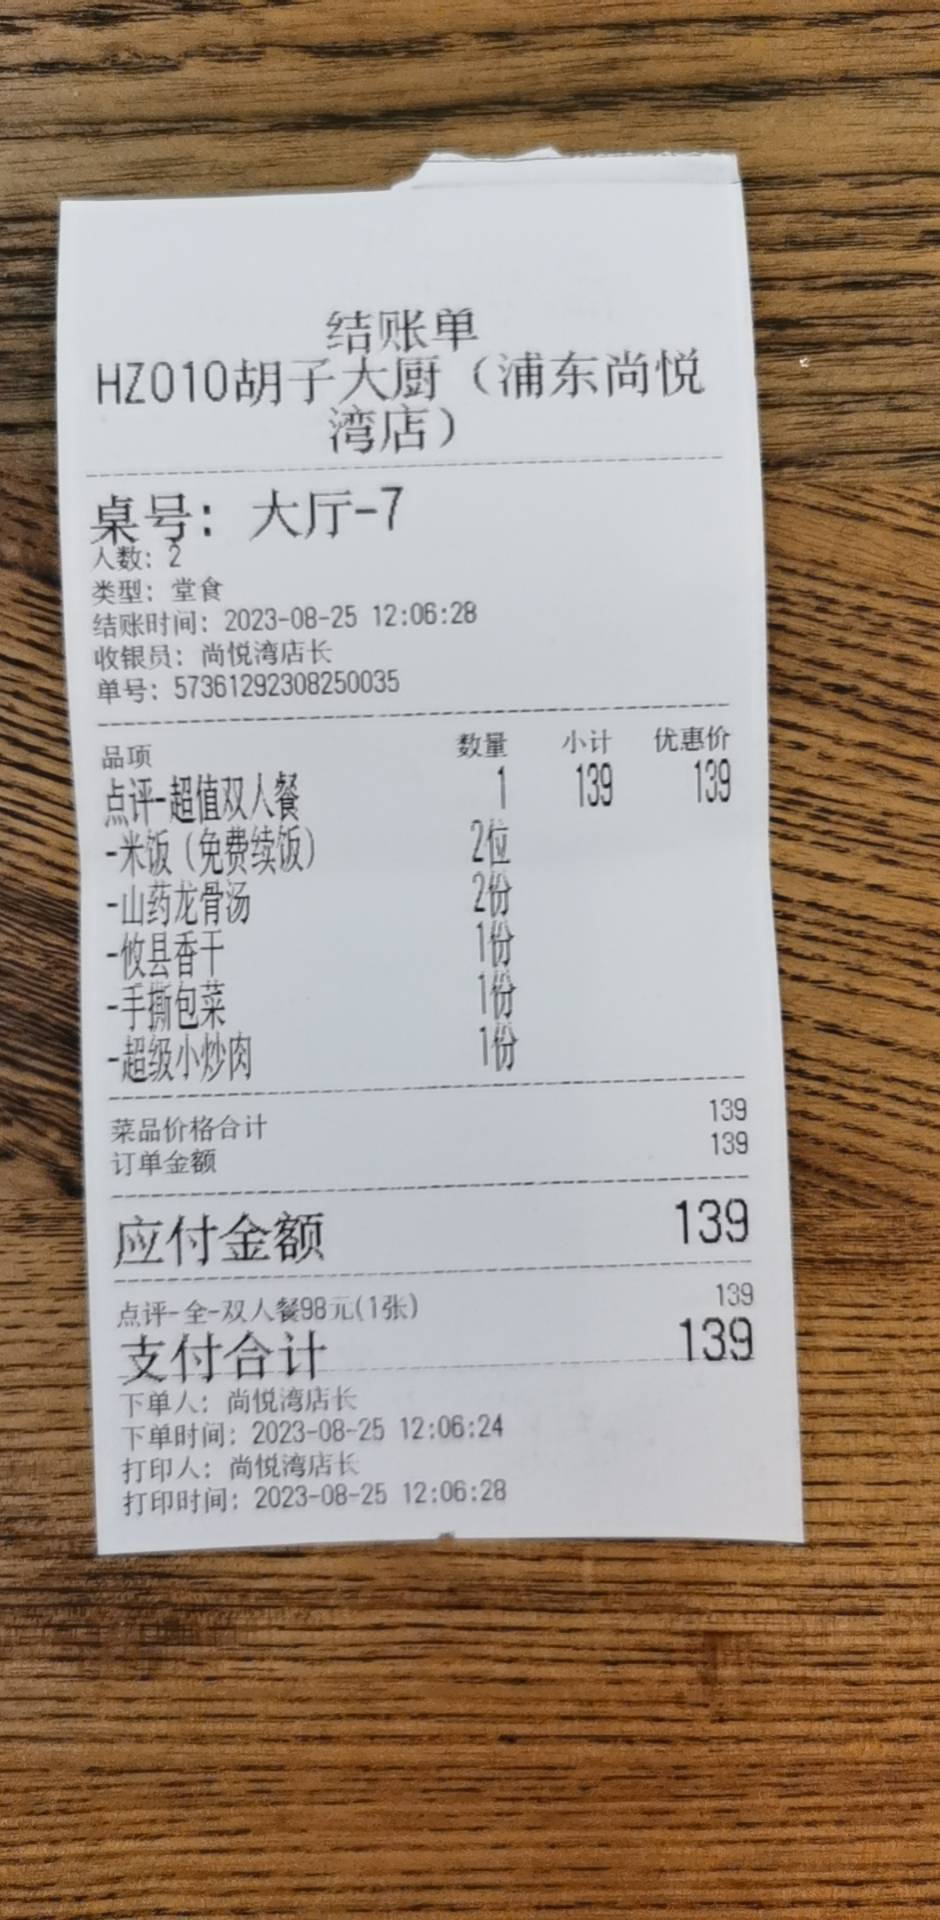 结账单
HZ010胡子大厨（浦东尚悦
湾店）
桌号：大厅-7
人数：2
类型：堂食
结账时间：2023-08-25 12:06:28
收银员：尚悦湾店长
单号：57361292308250035
品项 数量 小计 优惠价
点评-超值双人餐 1 139 139
-米饭（免费续饭） 2位
-山药龙骨汤 2份
-攸县香干 1份
-手撕包菜 1份
-超级小炒肉 1份
菜品价格合计 139
订单金额 139
应付金额 139
点评-全-双人餐98元(1张) 139
支付合计 139
下单人：尚悦湾店长
下单时间：2023-08-25 12:06:24
打印人：尚悦湾店长
打印时间：2023-08-25 12:06:28